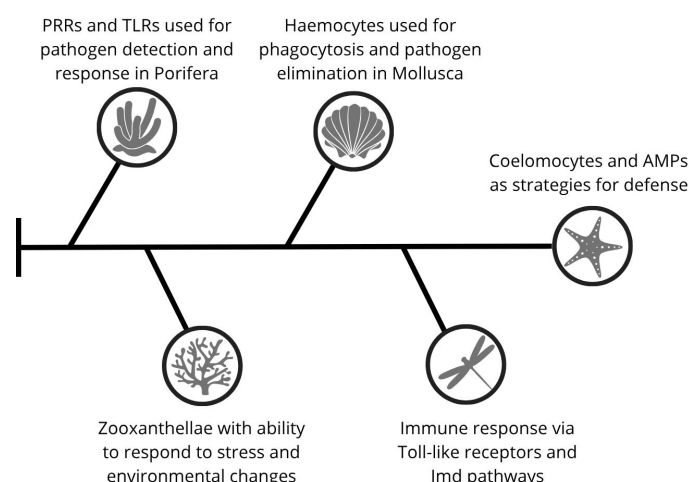 PRRs and TLRs used for
pathogen detection and
response in Porifera
Haemocytes used for
phagocytosis and pathogen
elimination in Mollusca
Coelomocytes and AMPs
as strategies for defense
Zooxanthellae with ability
to respond to stress and
environmental changes
Immune response via
Toll-like receptors and
Imd pathways